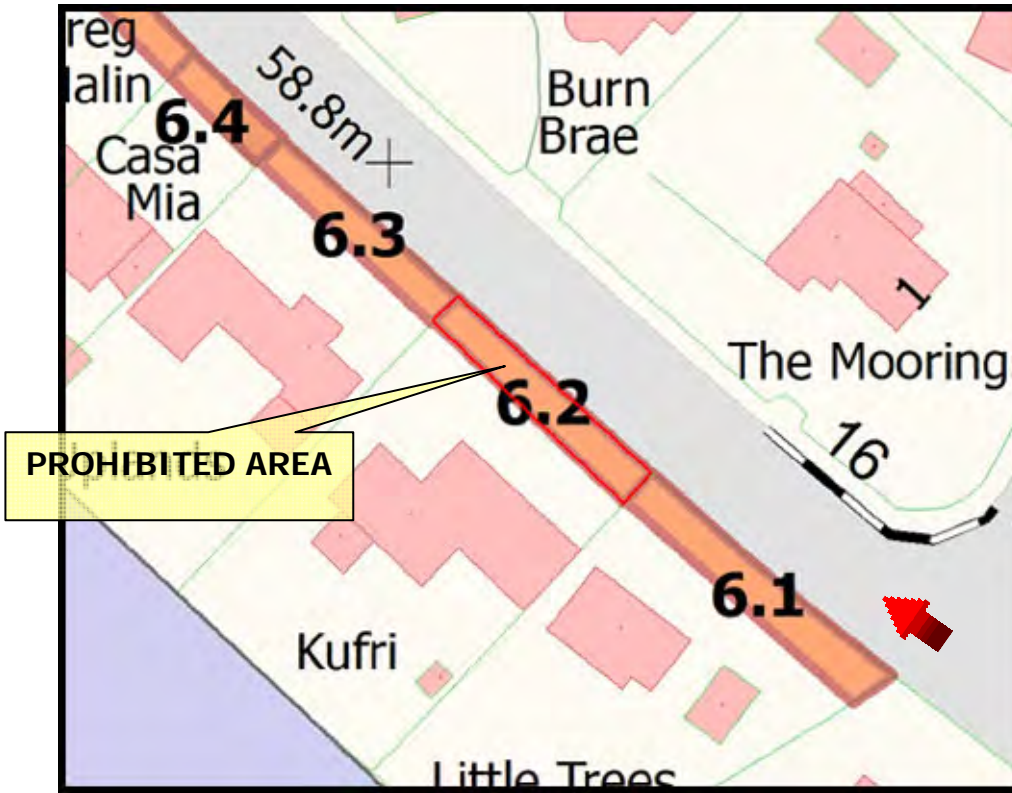 reg
lalin
58.8m
6.4
Casa
Mia
Burn
Brae
6.3
1
The Mooring
6.2
16
PROHIBITED AREA
Uplands
6.1
Kufri
Little Trees